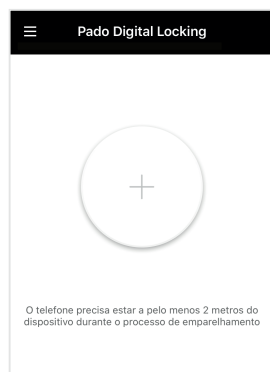 Pado Digital Locking
O telefone precisa estar a pelo menos 2 metros do
dispositivo durante o processo de emparelhamento